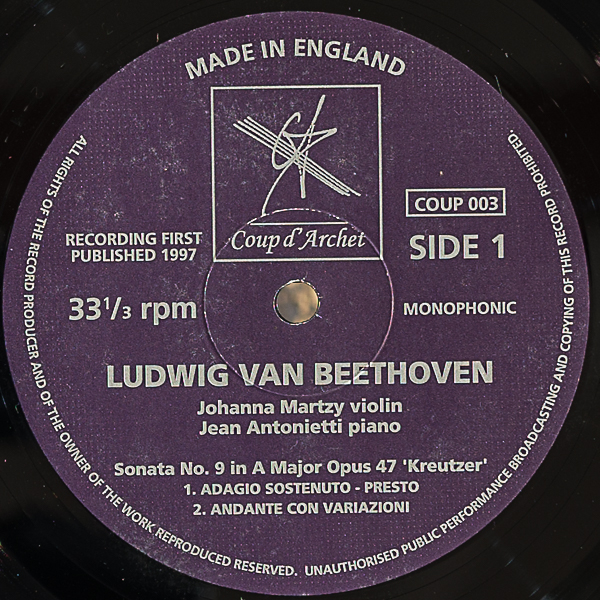 MADE IN ENGLAND
Coup d'Archet
COUP 003
RECORDING FIRST
PUBLISHED 1997
SIDE 1
33 1/3 rpm
MONOPHONIC
LUDWIG VAN BEETHOVEN
Johanna Martzy violin
Jean Antonietti piano
Sonata No. 9 in A Major Opus 47 'Kreutzer'
1. ADAGIO SOSTENUTO - PRESTO
2. ANDANTE CON VARIAZIONI
ALL RIGHTS OF THE RECORD PRODUCER AND OF THE OWNER OF THE WORK REPRODUCED RESERVED. UNAUTHORISED PUBLIC PERFORMANCE BROADCASTING AND COPYING OF THIS RECORD PROHIBITED.